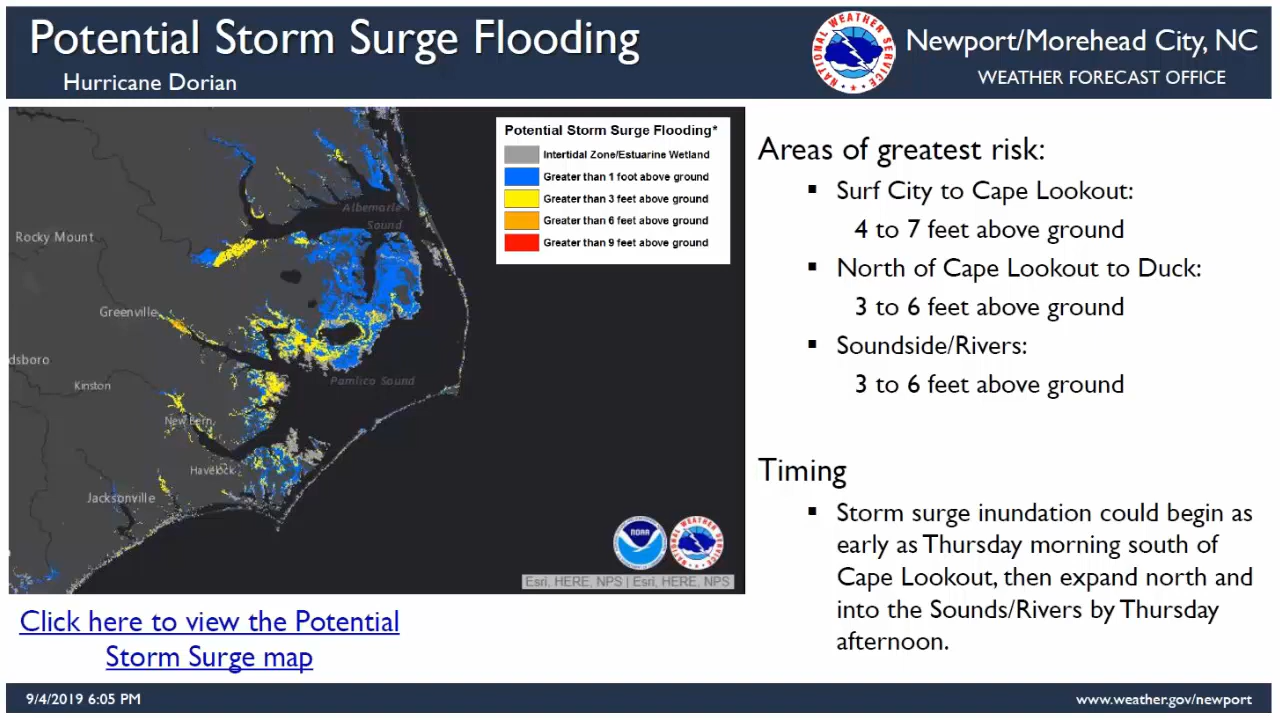 Potential Storm Surge Flooding
Hurricane Dorian
NATIONAL WEATHER SERVICE
Newport/Morehead City, NC
WEATHER FORECAST OFFICE
Potential Storm Surge Flooding*
Intertidal Zone/Estuarine Wetland
Greater than 1 foot above ground
Greater than 3 feet above ground
Greater than 6 feet above ground
Greater than 9 feet above ground
Albemarle
Sound
Rocky Mount
Greenville
dsboro
Kinston
Pamlico Sound
New Bern
Havelock
Jacksonville
NOAA
NATIONAL WEATHER SERVICE
Esri, HERE, NPS | Esri, HERE, NPS
Click here to view the Potential
Storm Surge map
Areas of greatest risk:
▪ Surf City to Cape Lookout:
4 to 7 feet above ground
▪ North of Cape Lookout to Duck:
3 to 6 feet above ground
▪ Soundside/Rivers:
3 to 6 feet above ground
Timing
▪ Storm surge inundation could begin as
early as Thursday morning south of
Cape Lookout, then expand north and
into the Sounds/Rivers by Thursday
afternoon.
9/4/2019 6:05 PM
www.weather.gov/newport